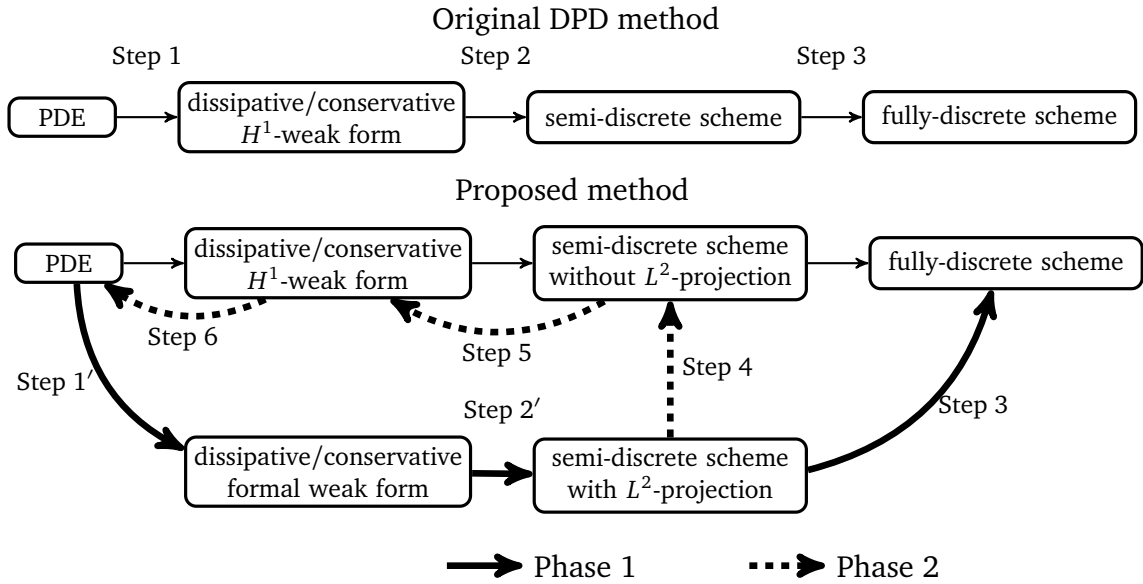 Original DPD method
Step 1
Step 2
Step 3
PDE
dissipative/conservative
H¹-weak form
semi-discrete scheme
fully-discrete scheme
Proposed method
PDE
dissipative/conservative
H¹-weak form
semi-discrete scheme
without L²-projection
fully-discrete scheme
Step 6
Step 5
Step 4
Step 1′
Step 2′
Step 3
dissipative/conservative
formal weak form
semi-discrete scheme
with L²-projection
Phase 1
Phase 2